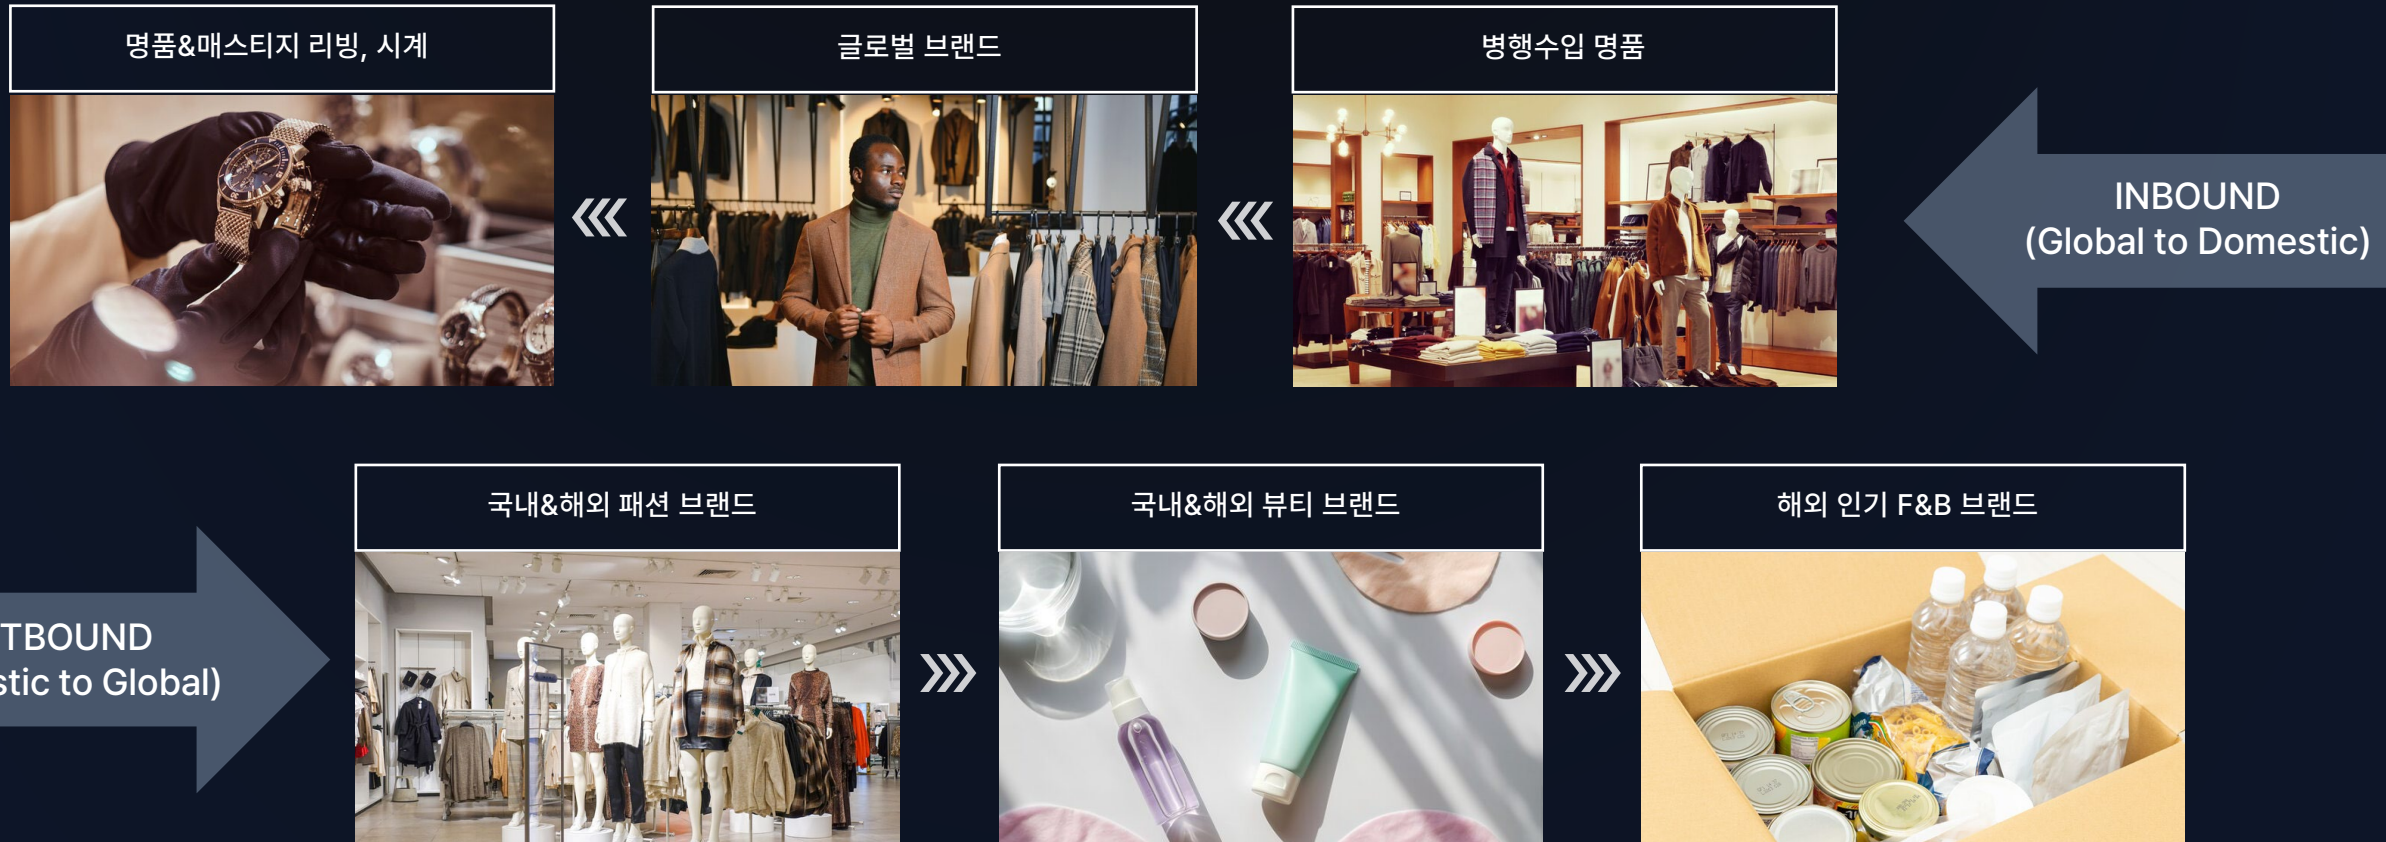 명품&매스티지 리빙, 시계
글로벌 브랜드
병행수입 명품
INBOUND
(Global to Domestic)
국내&해외 패션 브랜드
국내&해외 뷰티 브랜드
해외 인기 F&B 브랜드
TBOUND
stic to Global)